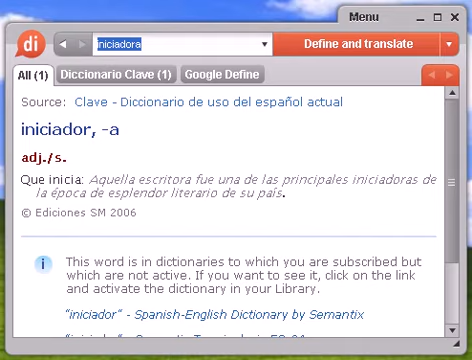 Menu
di
iniciadora
Define and translate
All (1)
Diccionario Clave (1)
Google Define
Source: Clave - Diccionario de uso del español actual
iniciador, -a
adj./s.
Que inicia: Aquella escritora fue una de las principales iniciadoras de
la época de esplendor literario de su país.
© Ediciones SM 2006
i
This word is in dictionaries to which you are subscribed but
which are not active. If you want to see it, click on the link
and activate the dictionary in your Library.
"iniciador" - Spanish-English Dictionary by Semantix